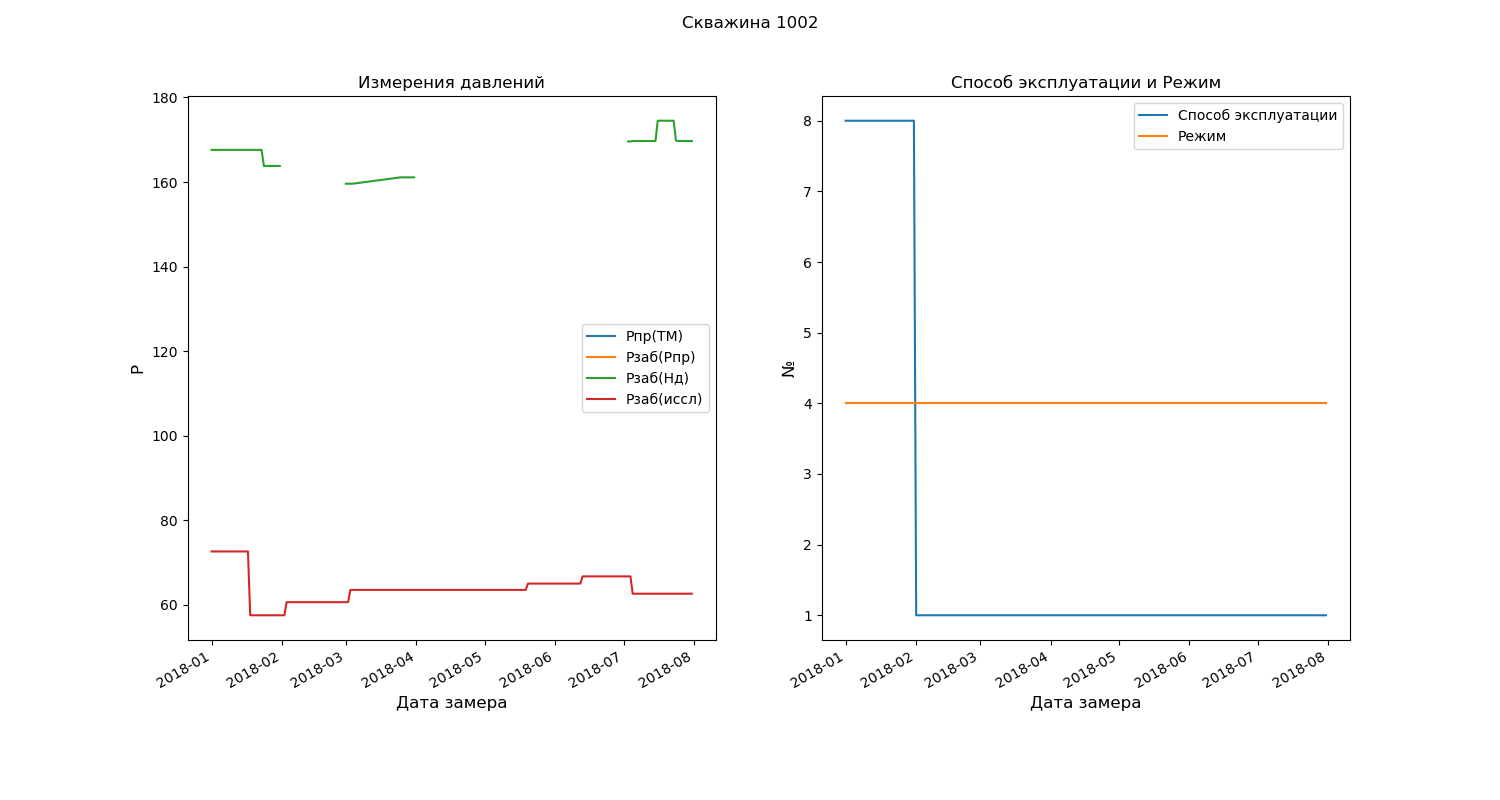 Скважина 1002
Измерения давлений
180
160
140
120
100
80
60
P
Рпр(ТМ)
Рзаб(Рпр)
Рзаб(Нд)
Рзаб(иссл)
2018-01
2018-02
2018-03
2018-04
2018-05
2018-06
2018-07
2018-08
Дата замера
Способ эксплуатации и Режим
8
7
6
5
4
3
2
1
№
Способ эксплуатации
Режим
2018-01
2018-02
2018-03
2018-04
2018-05
2018-06
2018-07
2018-08
Дата замера